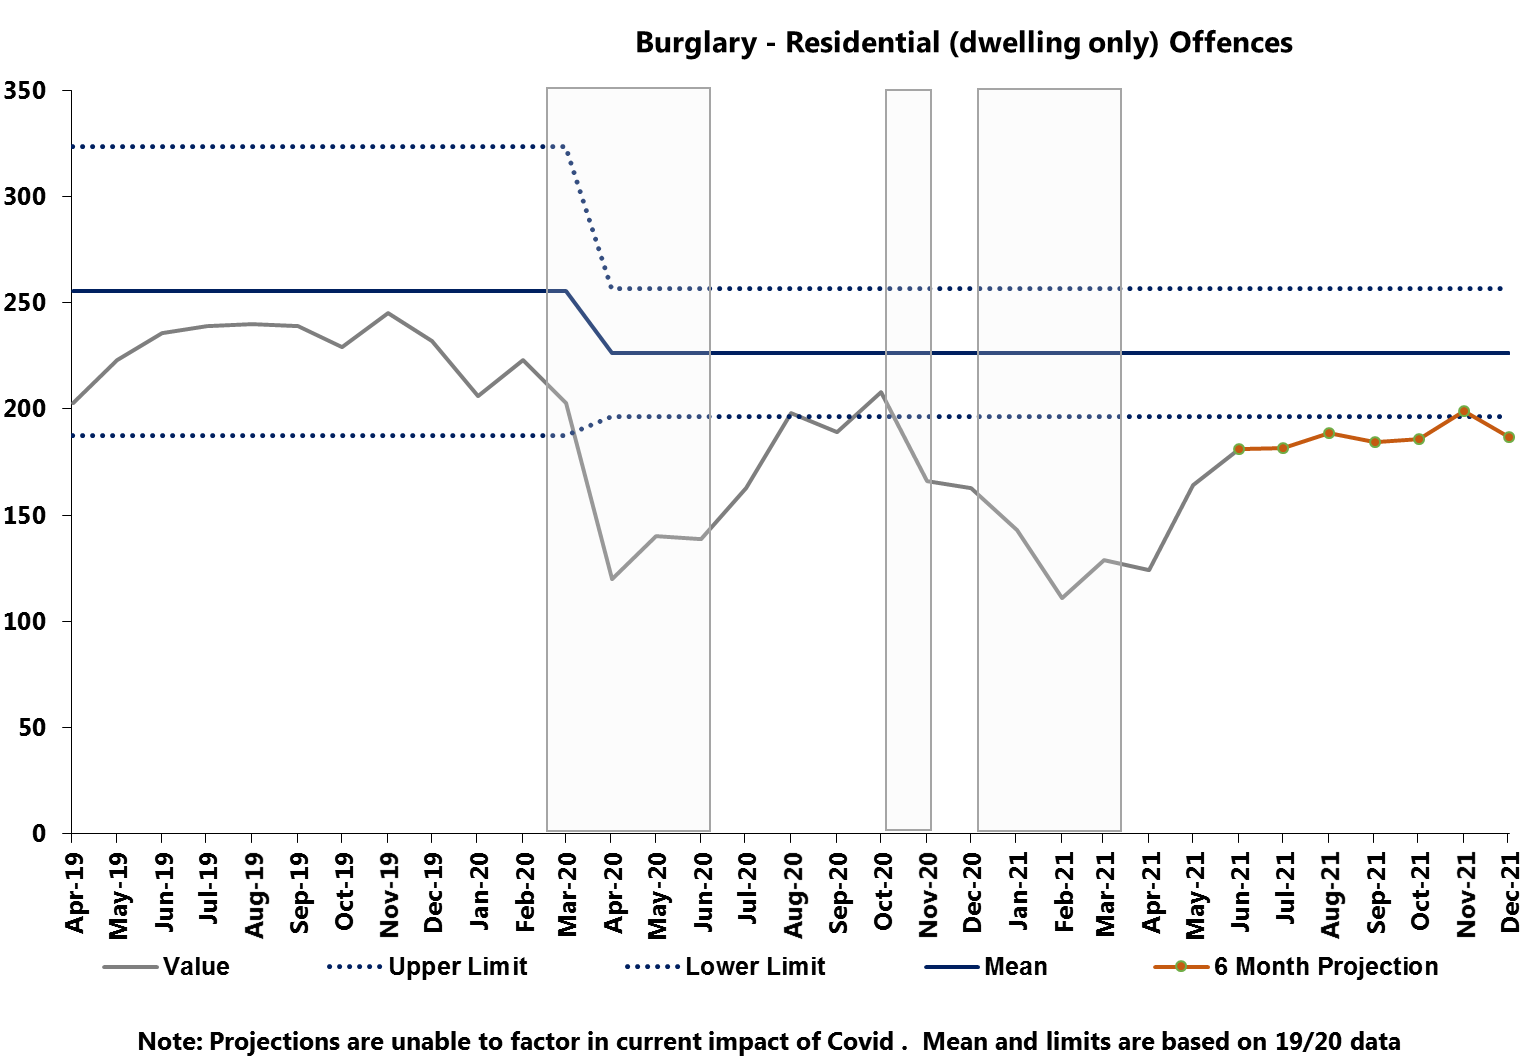 Burglary - Residential (dwelling only) Offences
350
300
250
200
150
100
50
0
Apr-19
May-19
Jun-19
Jul-19
Aug-19
Sep-19
Oct-19
Nov-19
Dec-19
Jan-20
Feb-20
Mar-20
Apr-20
May-20
Jun-20
Jul-20
Aug-20
Sep-20
Oct-20
Nov-20
Dec-20
Jan-21
Feb-21
Mar-21
Apr-21
May-21
Jun-21
Jul-21
Aug-21
Sep-21
Oct-21
Nov-21
Dec-21
Value Upper Limit Lower Limit Mean 6 Month Projection
Note: Projections are unable to factor in current impact of Covid .  Mean and limits are based on 19/20 data